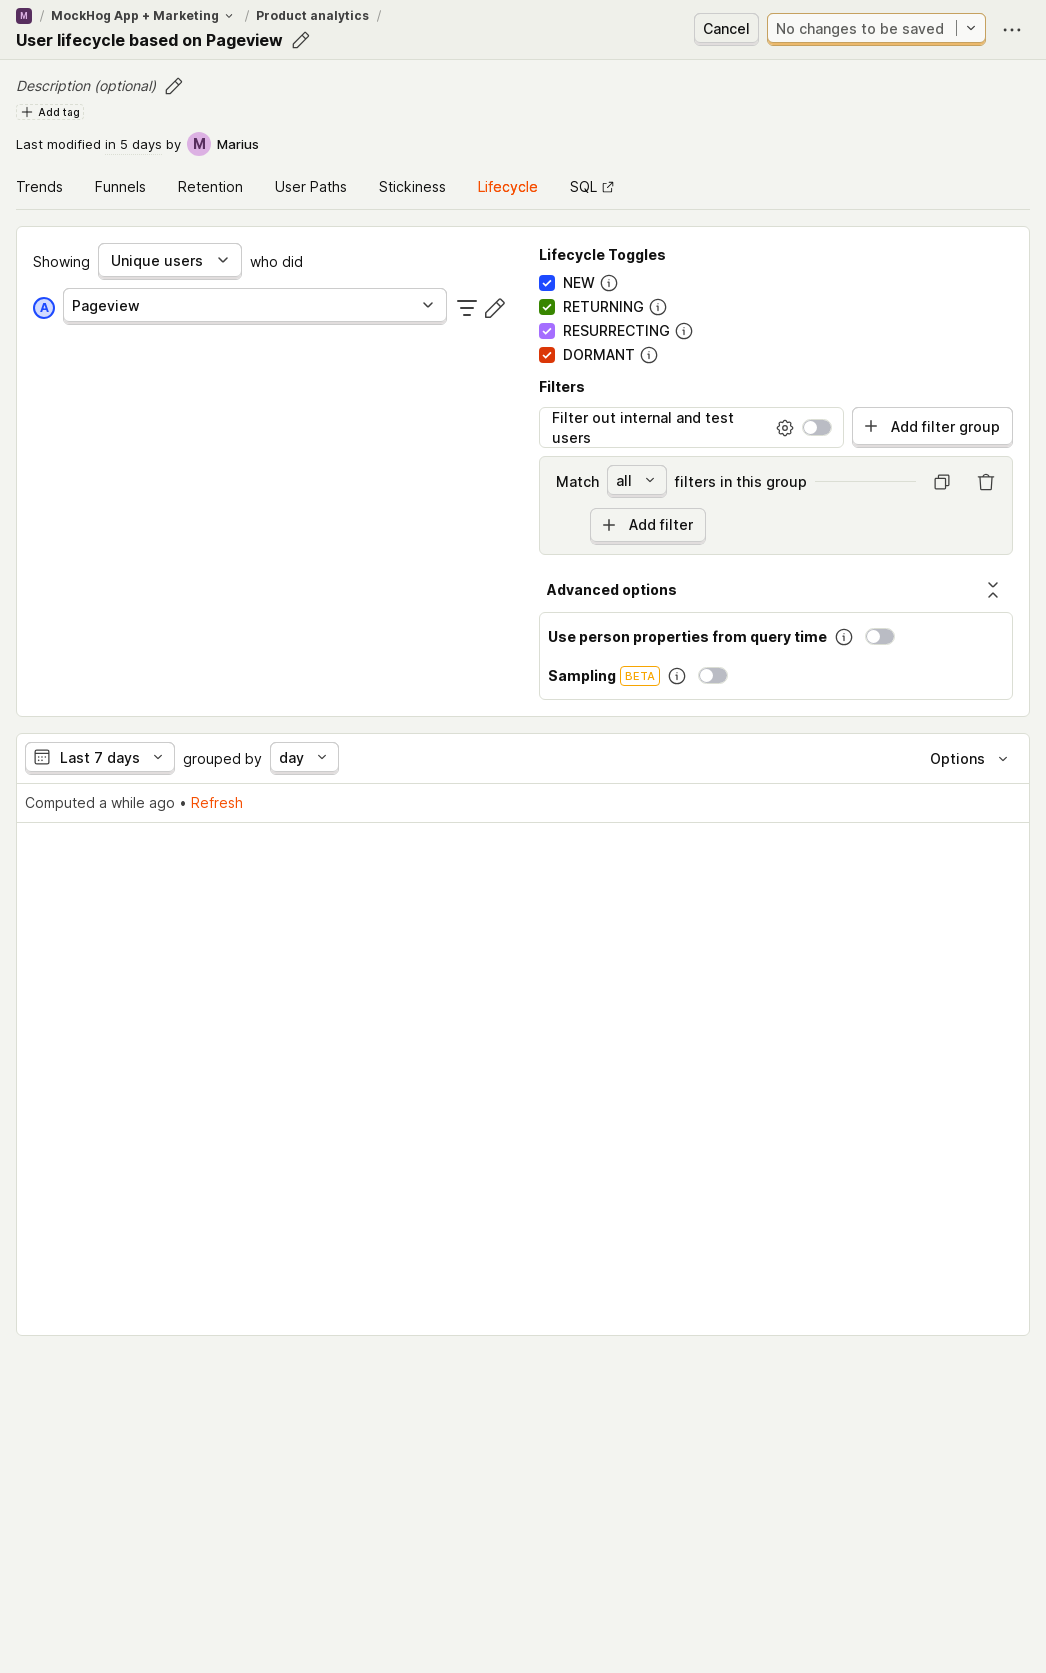 M / MockHog App + Marketing / Product analytics /
User lifecycle based on Pageview
Cancel
No changes to be saved
Description (optional)
Add tag
Last modified in 5 days by M Marius
Trends Funnels Retention User Paths Stickiness Lifecycle SQL
Showing Unique users who did
A Pageview
Lifecycle Toggles
NEW
RETURNING
RESURRECTING
DORMANT
Filters
Filter out internal and test
users
Add filter group
Match all filters in this group
Add filter
Advanced options
Use person properties from query time
Sampling BETA
Last 7 days grouped by day Options
Computed a while ago • Refresh